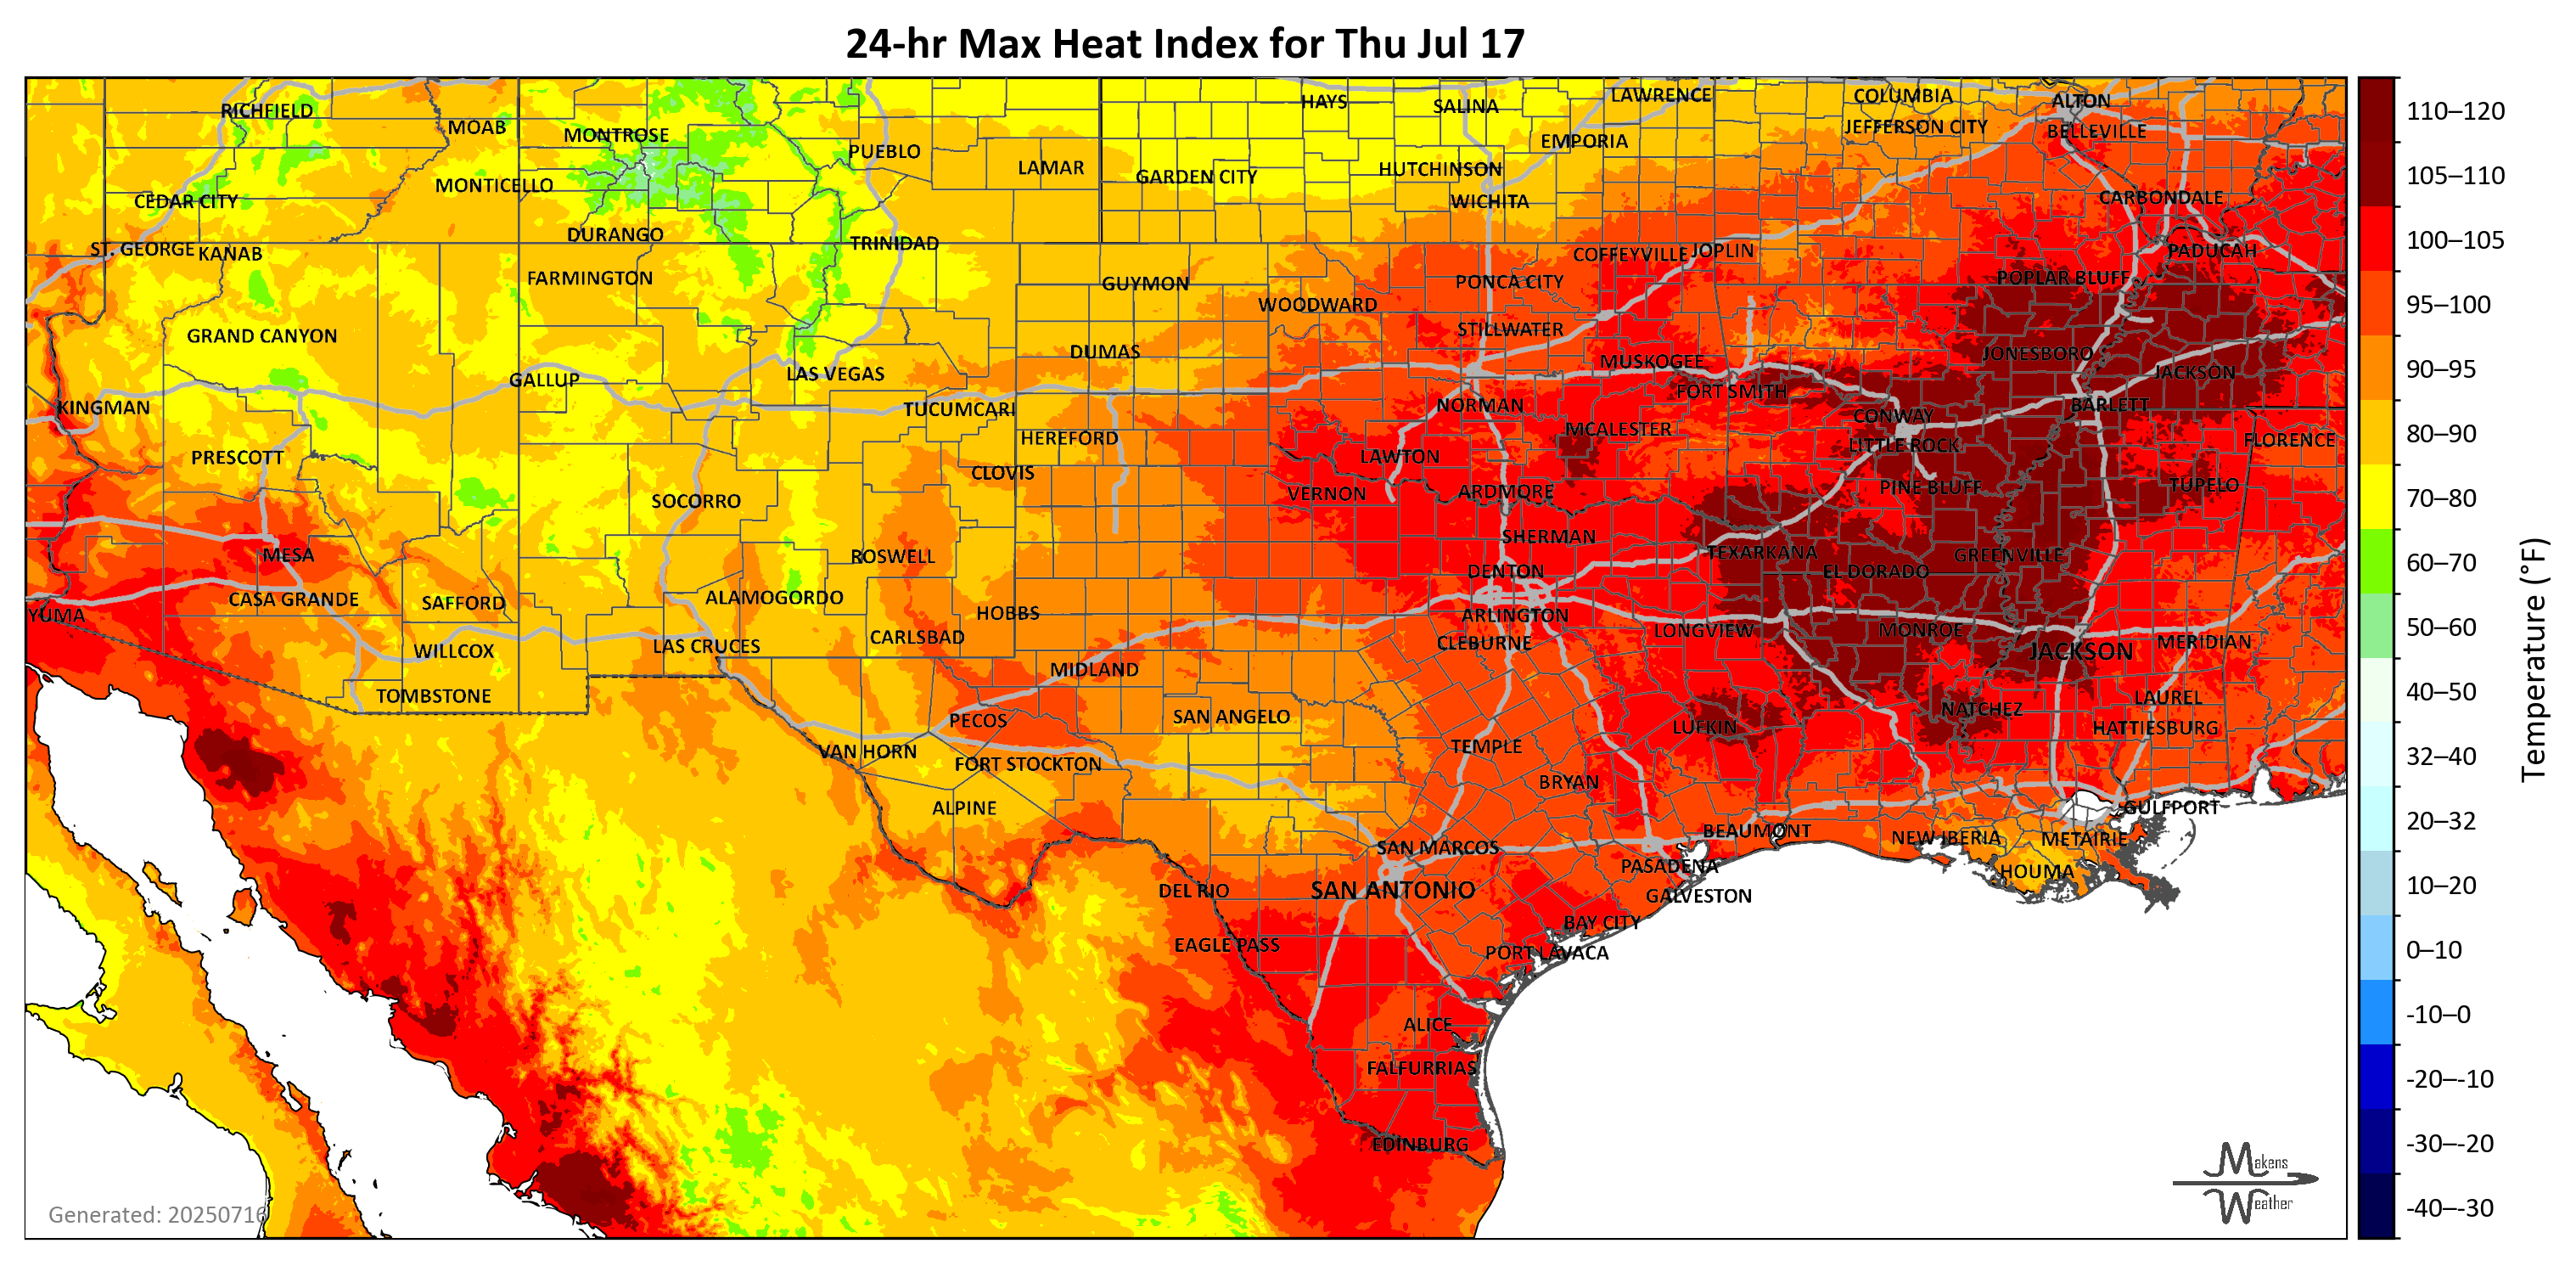 24-hr Max Heat Index for Thu Jul 17
RICHFIELD
MOAB
MONTROSE
PUEBLO
LAMAR
HAYS
SALINA
LAWRENCE
COLUMBIA
ALTON
EMPORIA
JEFFERSON CITY
BELLEVILLE
MONTICELLO
GARDEN CITY
HUTCHINSON
CEDAR CITY
WICHITA
CARBONDALE
DURANGO
TRINIDAD
ST. GEORGE
KANAB
COFFEYVILLE
JOPLIN
PADUCAH
FARMINGTON
GUYMON
PONCA CITY
POPLAR BLUFF
WOODWARD
GRAND CANYON
STILLWATER
DUMAS
MUSKOGEE
JONESBORO
GALLUP
LAS VEGAS
FORT SMITH
JACKSON
KINGMAN
TUCUMCARI
NORMAN
CONWAY
BARLETT
HEREFORD
MCALESTER
LITTLE ROCK
FLORENCE
PRESCOTT
CLOVIS
LAWTON
SOCORRO
VERNON
ARDMORE
PINE BLUFF
TUPELO
MESA
ROSWELL
SHERMAN
TEXARKANA
GREENVILLE
DENTON
EL DORADO
CASA GRANDE
SAFFORD
ALAMOGORDO
HOBBS
YUMA
ARLINGTON
CARLSBAD
CLEBURNE
LONGVIEW
MONROE
WILLCOX
LAS CRUCES
JACKSON
MERIDIAN
MIDLAND
TOMBSTONE
PECOS
SAN ANGELO
NATCHEZ
LAUREL
VAN HORN
FORT STOCKTON
TEMPLE
LUFKIN
HATTIESBURG
ALPINE
BRYAN
GULFPORT
SAN MARCOS
BEAUMONT
NEW IBERIA
METAIRIE
DEL RIO
SAN ANTONIO
PASADENA
HOUMA
GALVESTON
EAGLE PASS
BAY CITY
PORT LAVACA
ALICE
FALFURRIAS
EDINBURG
Generated: 20250716
Makens
Weather
110–120
105–110
100–105
95–100
90–95
80–90
70–80
60–70
50–60
40–50
32–40
20–32
10–20
0–10
-10–0
-20–-10
-30–-20
-40–-30
Temperature (°F)